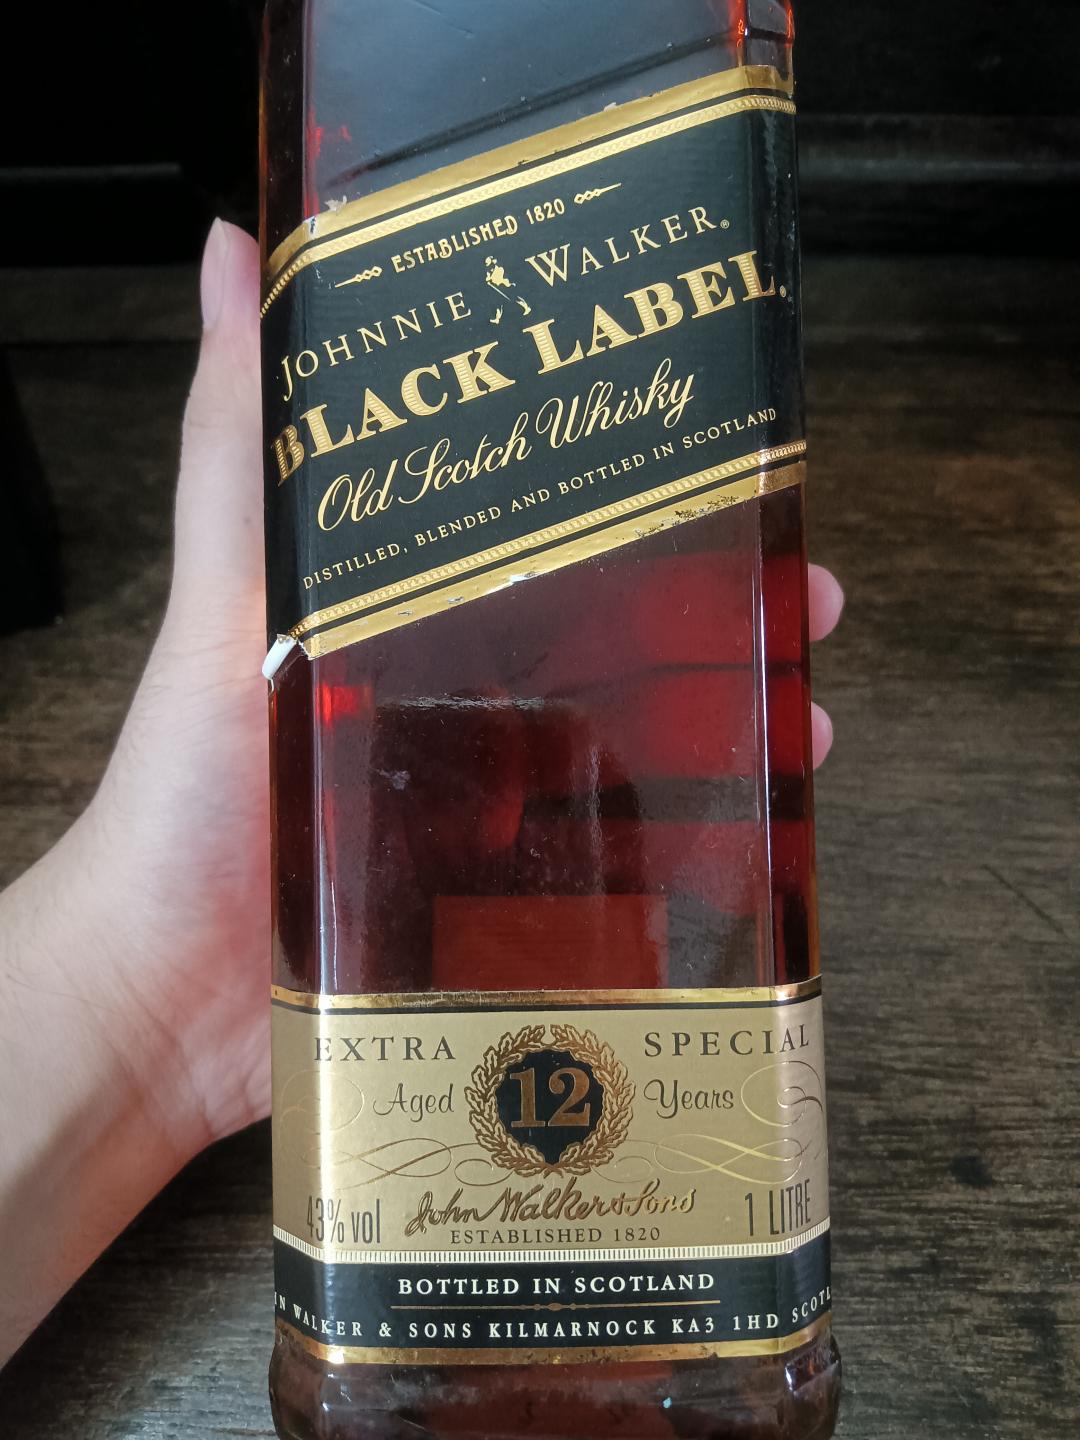 ESTABLISHED 1820
JOHNNIE WALKER®
BLACK LABEL®
Old Scotch Whisky
DISTILLED, BLENDED AND BOTTLED IN SCOTLAND
EXTRA SPECIAL
Aged 12 Years
John Walker & Sons
43% vol
1 LITRE
ESTABLISHED 1820
BOTTLED IN SCOTLAND
WALKER & SONS KILMARNOCK KA3 1HD